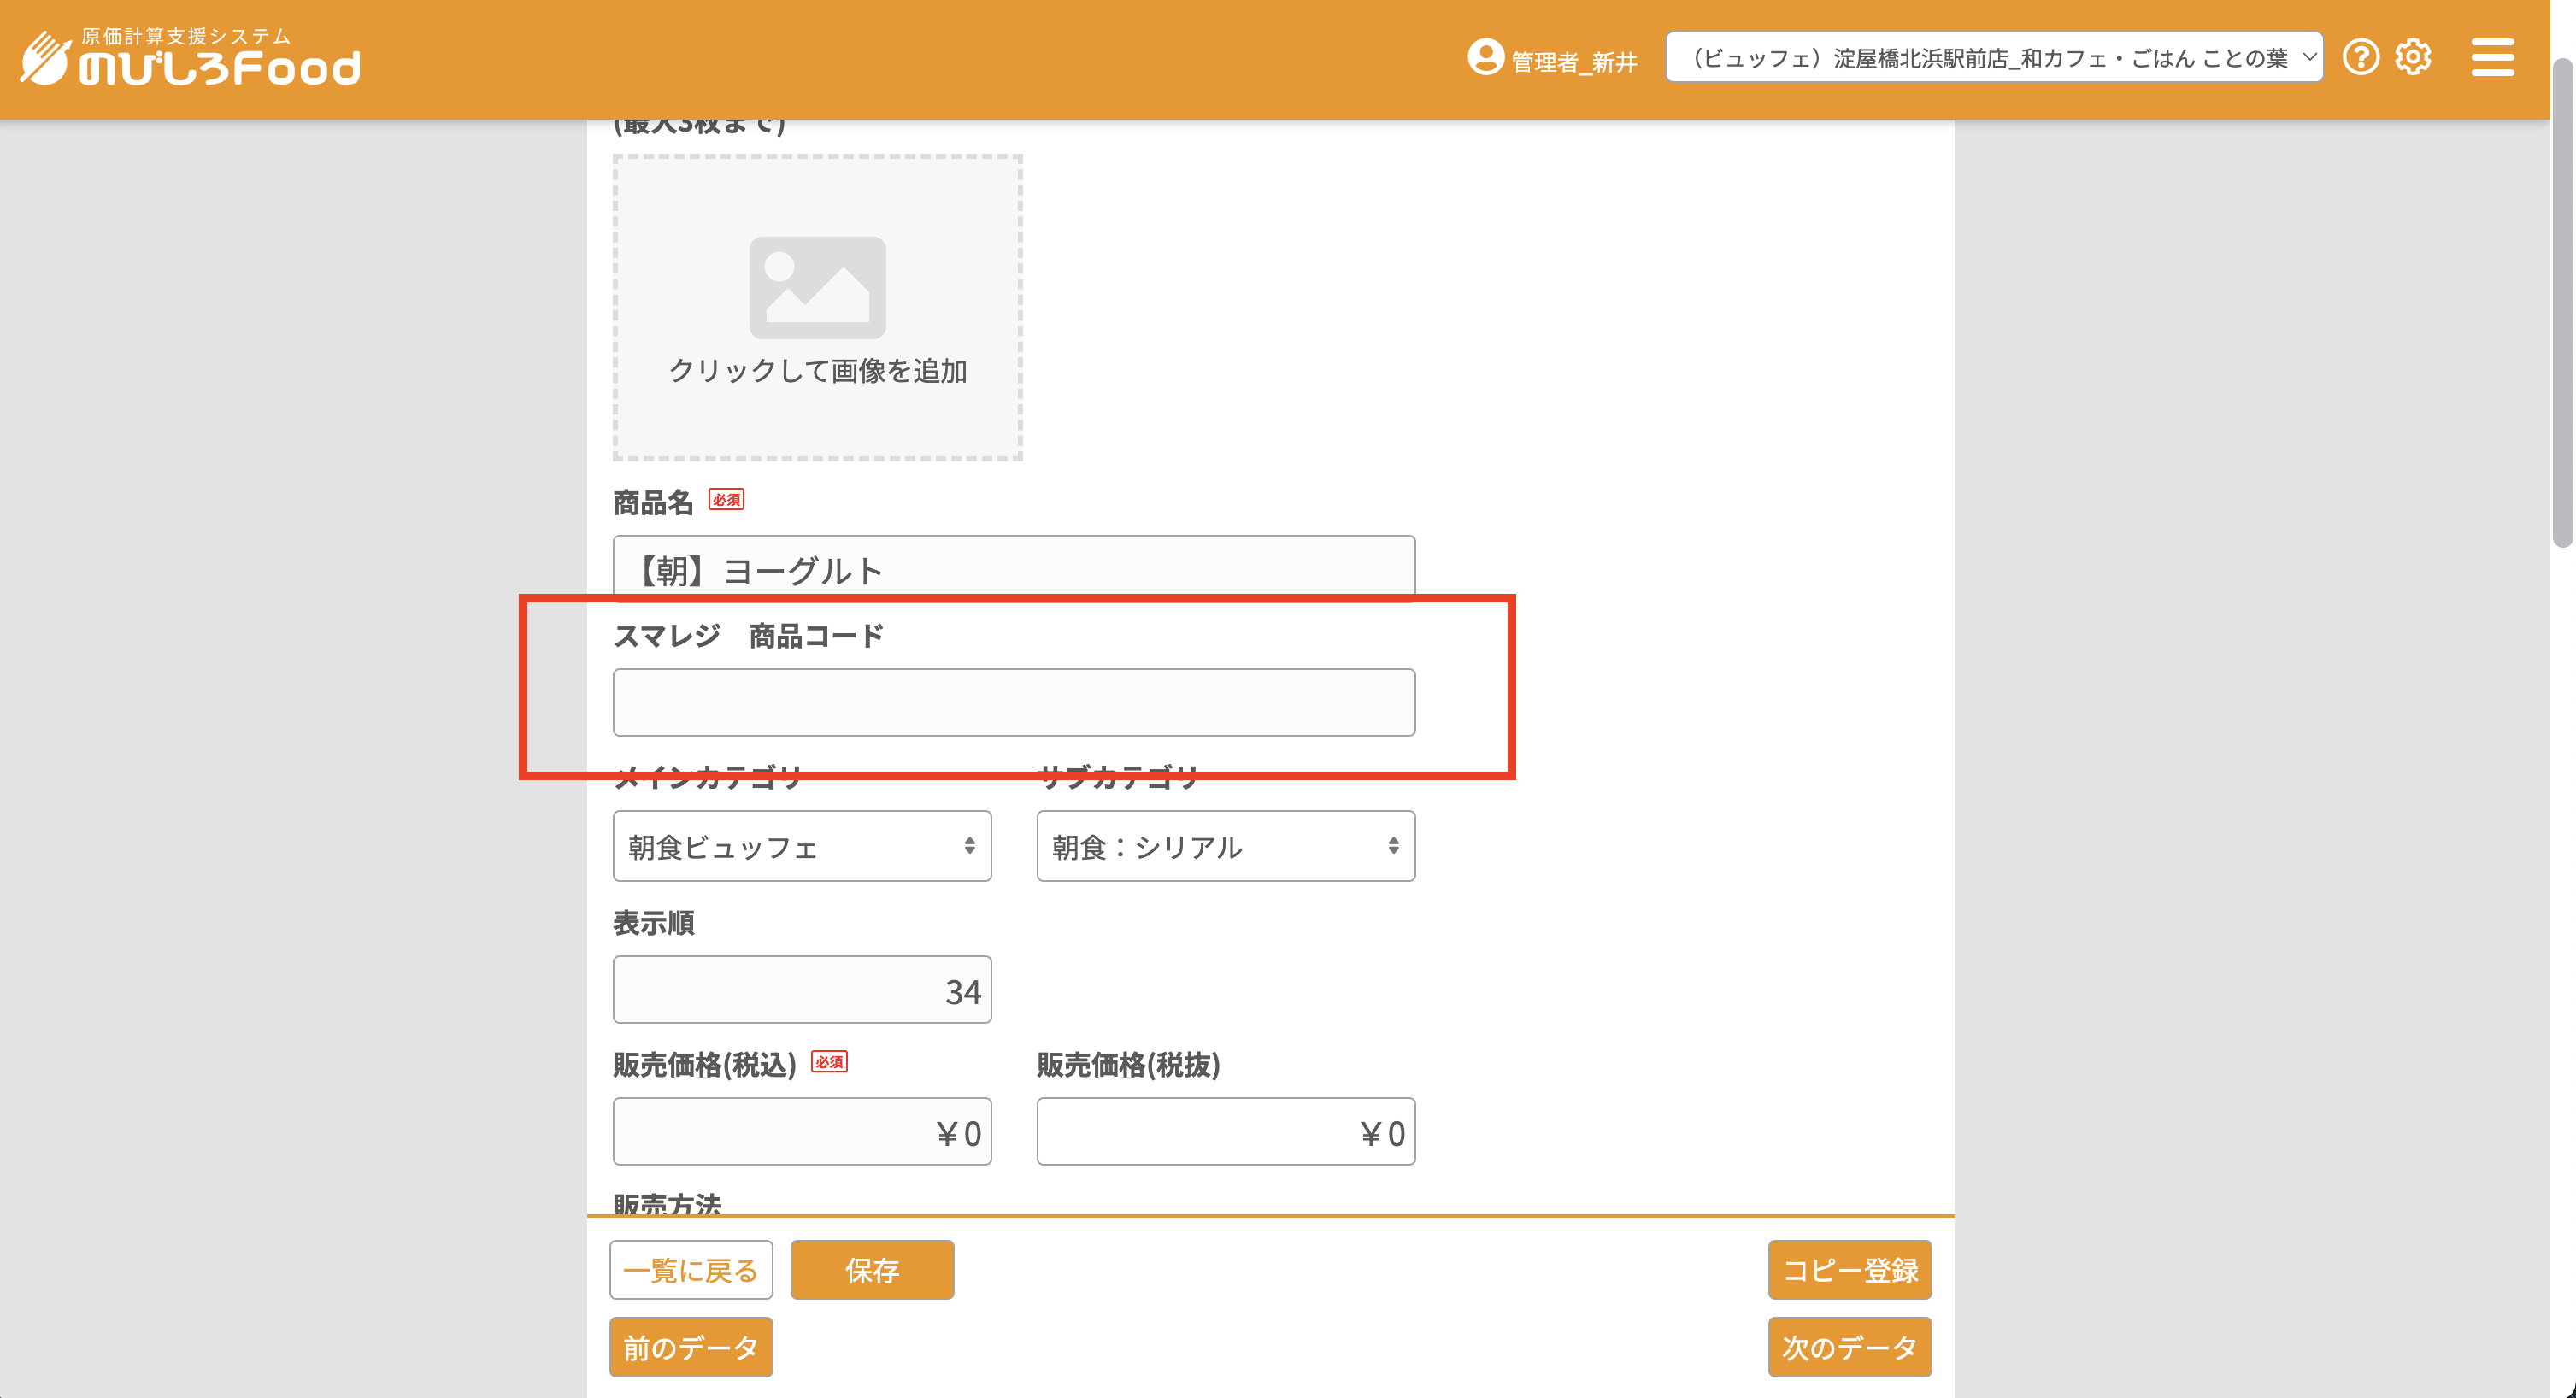 原価計算支援システム
のびしろFood
管理者_新井
（ビュッフェ）淀屋橋北浜駅前店_和カフェ・ごはん ことの葉
(最大3枚まで)
クリックして画像を追加
商品名 必須
【朝】ヨーグルト
スマレジ　商品コード
メインカテゴリ サブカテゴリ
朝食ビュッフェ 朝食：シリアル
表示順
34
販売価格(税込) 必須 販売価格(税抜)
￥0 ￥0
販売方法
一覧に戻る 保存 コピー登録
前のデータ 次のデータ